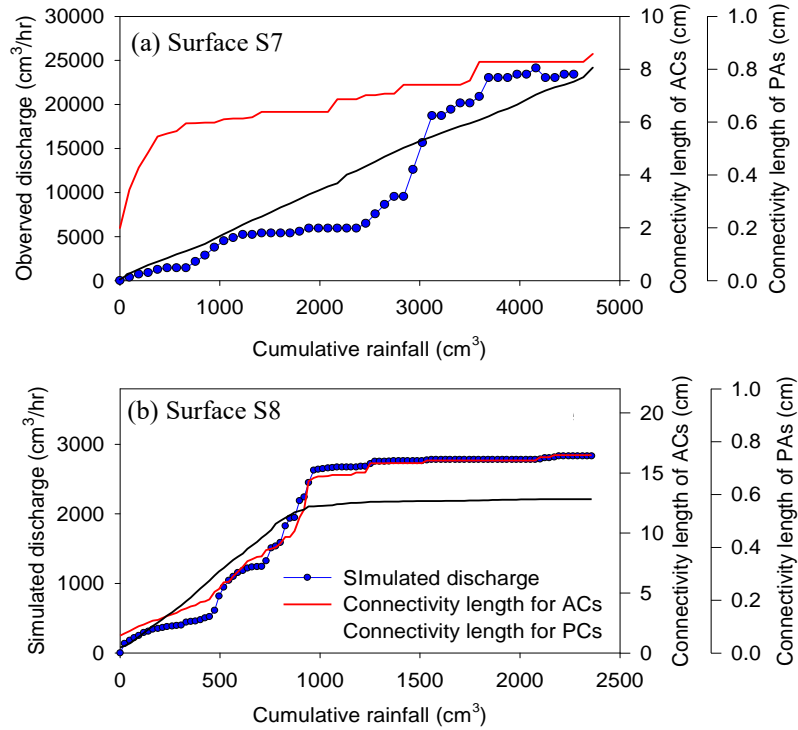 (a) Surface S7
Obverved discharge (cm³/hr)
30000
25000
20000
15000
10000
5000
0
10
8
6
4
2
0
Connectivity length of ACs (cm)
1.0
0.8
0.6
0.4
0.2
0.0
Connectivity length of PAs (cm)
0 1000 2000 3000 4000 5000
Cumulative rainfall (cm³)
(b) Surface S8
Simulated discharge (cm³/hr)
3000
2000
1000
0
20
15
10
5
0
Connectivity length of ACs (cm)
1.0
0.8
0.6
0.4
0.2
0.0
Connectivity length of PAs (cm)
SImulated discharge
Connectivity length for ACs
Connectivity length for PCs
0 500 1000 1500 2000 2500
Cumulative rainfall (cm³)